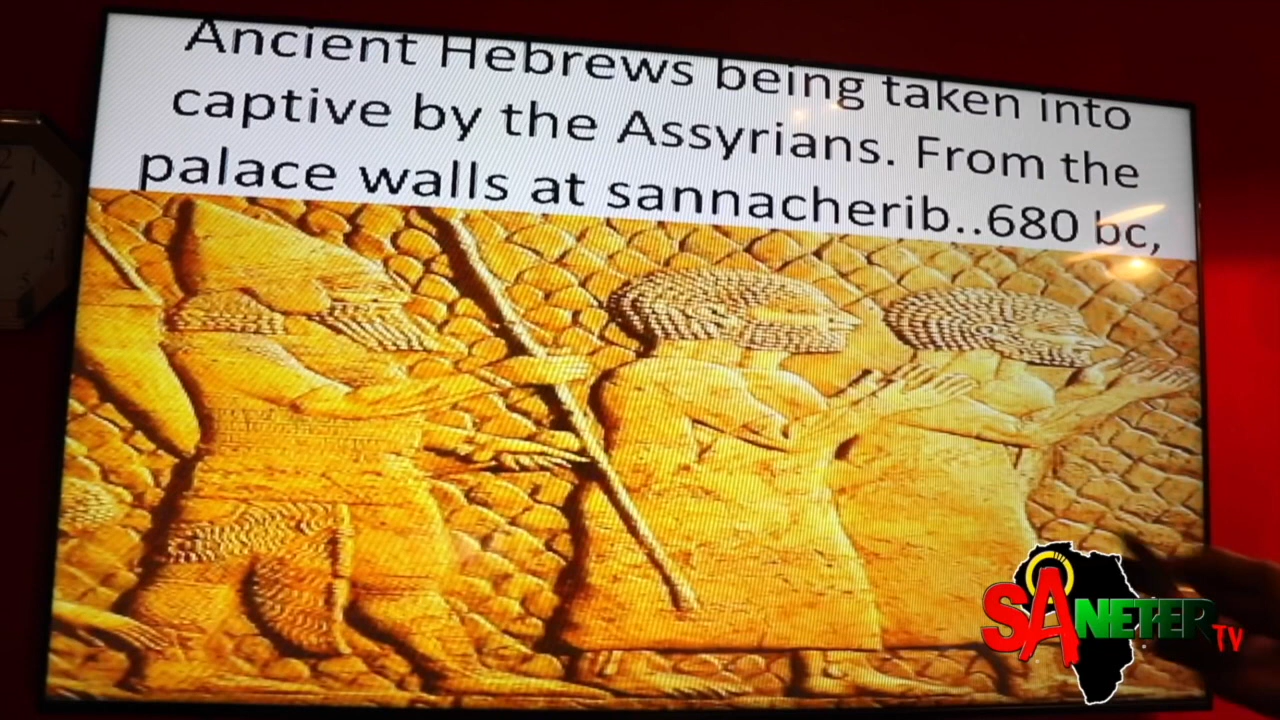 Ancient Hebrews being taken into
captive by the Assyrians. From the
palace walls at sannacherib..680 bc,
SANETER TV